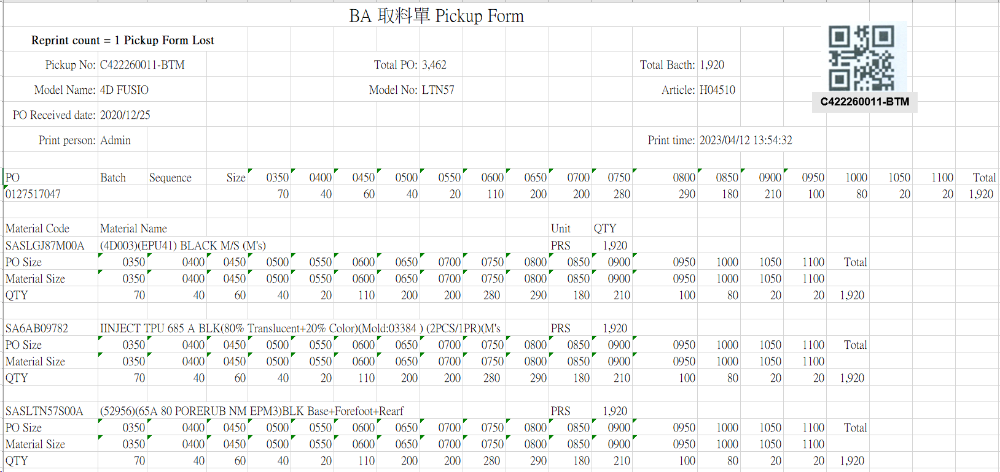 BA 取料單 Pickup Form
Reprint count = 1 Pickup Form Lost
Pickup No: C422260011-BTM Total PO: 3,462 Total Bacth: 1,920
Model Name: 4D FUSIO Model No: LTN57 Article: H04510
C422260011-BTM
PO Received date: 2020/12/25
Print person: Admin Print time: 2023/04/12 13:54:32
PO Batch Sequence Size 0350 0400 0450 0500 0550 0600 0650 0700 0750 0800 0850 0900 0950 1000 1050 1100 Total
0127517047 70 40 60 40 20 110 200 200 280 290 180 210 100 80 20 20 1,920
Material Code Material Name Unit QTY
SASLGJ87M00A (4D003)(EPU41) BLACK M/S (M's) PRS 1,920
PO Size 0350 0400 0450 0500 0550 0600 0650 0700 0750 0800 0850 0900 0950 1000 1050 1100 Total
Material Size 0350 0400 0450 0500 0550 0600 0650 0700 0750 0800 0850 0900 0950 1000 1050 1100
QTY 70 40 60 40 20 110 200 200 280 290 180 210 100 80 20 20 1,920
SA6AB09782 IINJECT TPU 685 A BLK(80% Translucent+20% Color)(Mold:03384 ) (2PCS/1PR)(M's PRS 1,920
PO Size 0350 0400 0450 0500 0550 0600 0650 0700 0750 0800 0850 0900 0950 1000 1050 1100 Total
Material Size 0350 0400 0450 0500 0550 0600 0650 0700 0750 0800 0850 0900 0950 1000 1050 1100
QTY 70 40 60 40 20 110 200 200 280 290 180 210 100 80 20 20 1,920
SASLTN57S00A (52956)(65A 80 PORERUB NM EPM3)BLK Base+Forefoot+Rearf PRS 1,920
PO Size 0350 0400 0450 0500 0550 0600 0650 0700 0750 0800 0850 0900 0950 1000 1050 1100 Total
Material Size 0350 0400 0450 0500 0550 0600 0650 0700 0750 0800 0850 0900 0950 1000 1050 1100
QTY 70 40 60 40 20 110 200 200 280 290 180 210 100 80 20 20 1,920